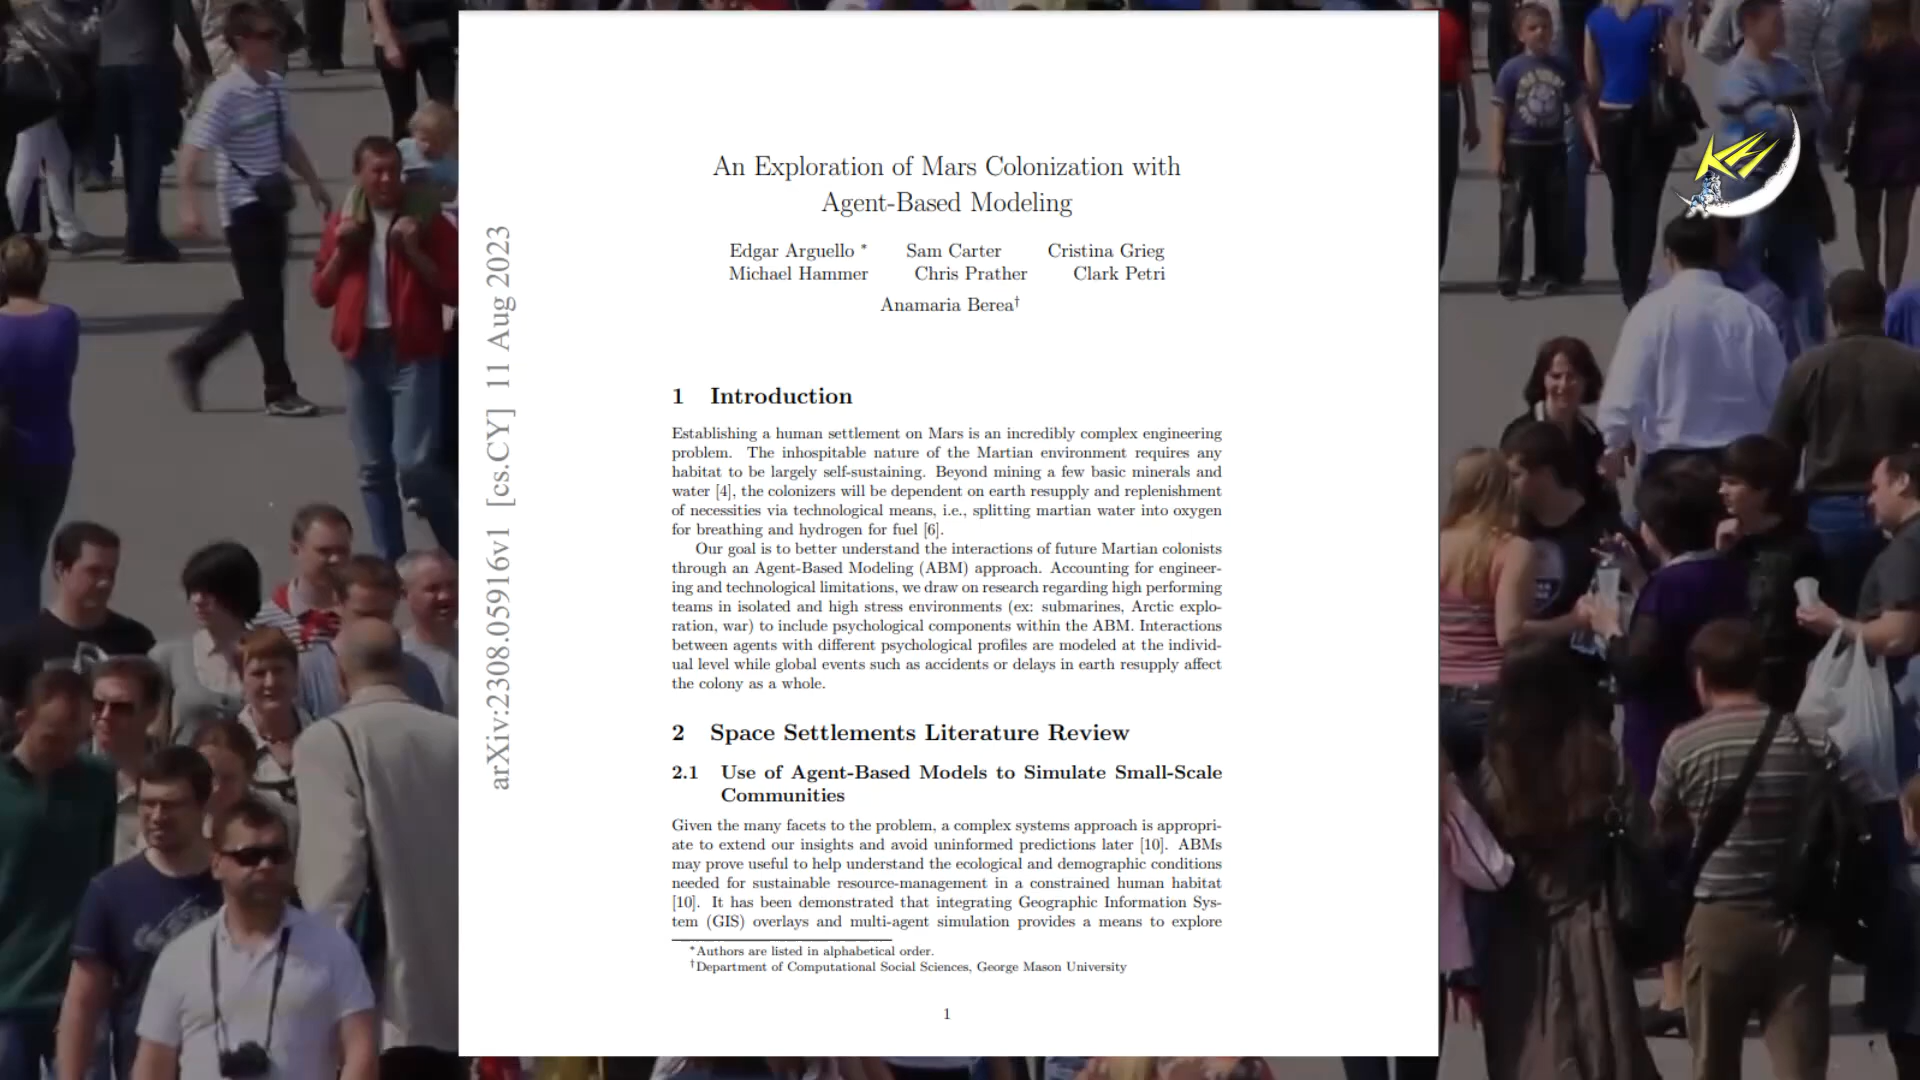 An Exploration of Mars Colonization with
Agent-Based Modeling
Edgar Arguello * Sam Carter Cristina Grieg
Michael Hammer Chris Prather Clark Petri
Anamaria Berea†
arXiv:2308.05916v1 [cs.CY] 11 Aug 2023
1 Introduction
Establishing a human settlement on Mars is an incredibly complex engineering
problem. The inhospitable nature of the Martian environment requires any
habitat to be largely self-sustaining. Beyond mining a few basic minerals and
water [4], the colonizers will be dependent on earth resupply and replenishment
of necessities via technological means, i.e., splitting martian water into oxygen
for breathing and hydrogen for fuel [6].
Our goal is to better understand the interactions of future Martian colonists
through an Agent-Based Modeling (ABM) approach. Accounting for engineer-
ing and technological limitations, we draw on research regarding high performing
teams in isolated and high stress environments (ex: submarines, Arctic explo-
ration, war) to include psychological components within the ABM. Interactions
between agents with different psychological profiles are modeled at the individ-
ual level while global events such as accidents or delays in earth resupply affect
the colony as a whole.
2 Space Settlements Literature Review
2.1 Use of Agent-Based Models to Simulate Small-Scale
Communities
Given the many facets to the problem, a complex systems approach is appropri-
ate to extend our insights and avoid uninformed predictions later [10]. ABMs
may prove useful to help understand the ecological and demographic conditions
needed for sustainable resource-management in a constrained human habitat
[10]. It has been demonstrated that integrating Geographic Information Sys-
tem (GIS) overlays and multi-agent simulation provides a means to explore
*Authors are listed in alphabetical order.
†Department of Computational Social Sciences, George Mason University
1